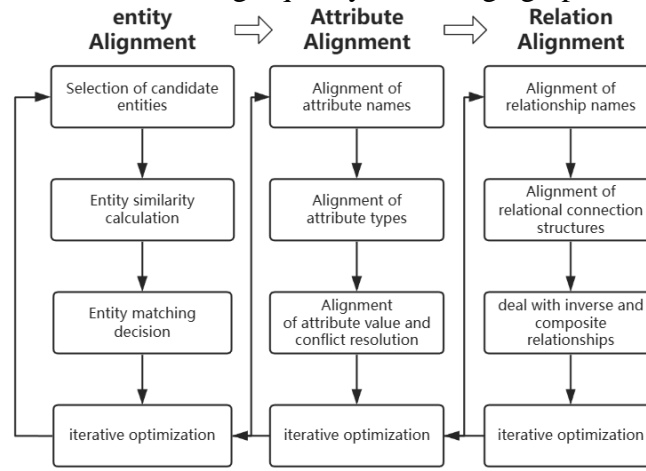 entity
Alignment
Attribute
Alignment
Relation
Alignment
Selection of candidate
entities
Entity similarity
calculation
Entity matching
decision
iterative optimization
Alignment of
attribute names
Alignment of
attribute types
Alignment
of attribute value and
conflict resolution
iterative optimization
Alignment of
relationship names
Alignment of
relational connection
structures
deal with inverse and
composite
relationships
iterative optimization